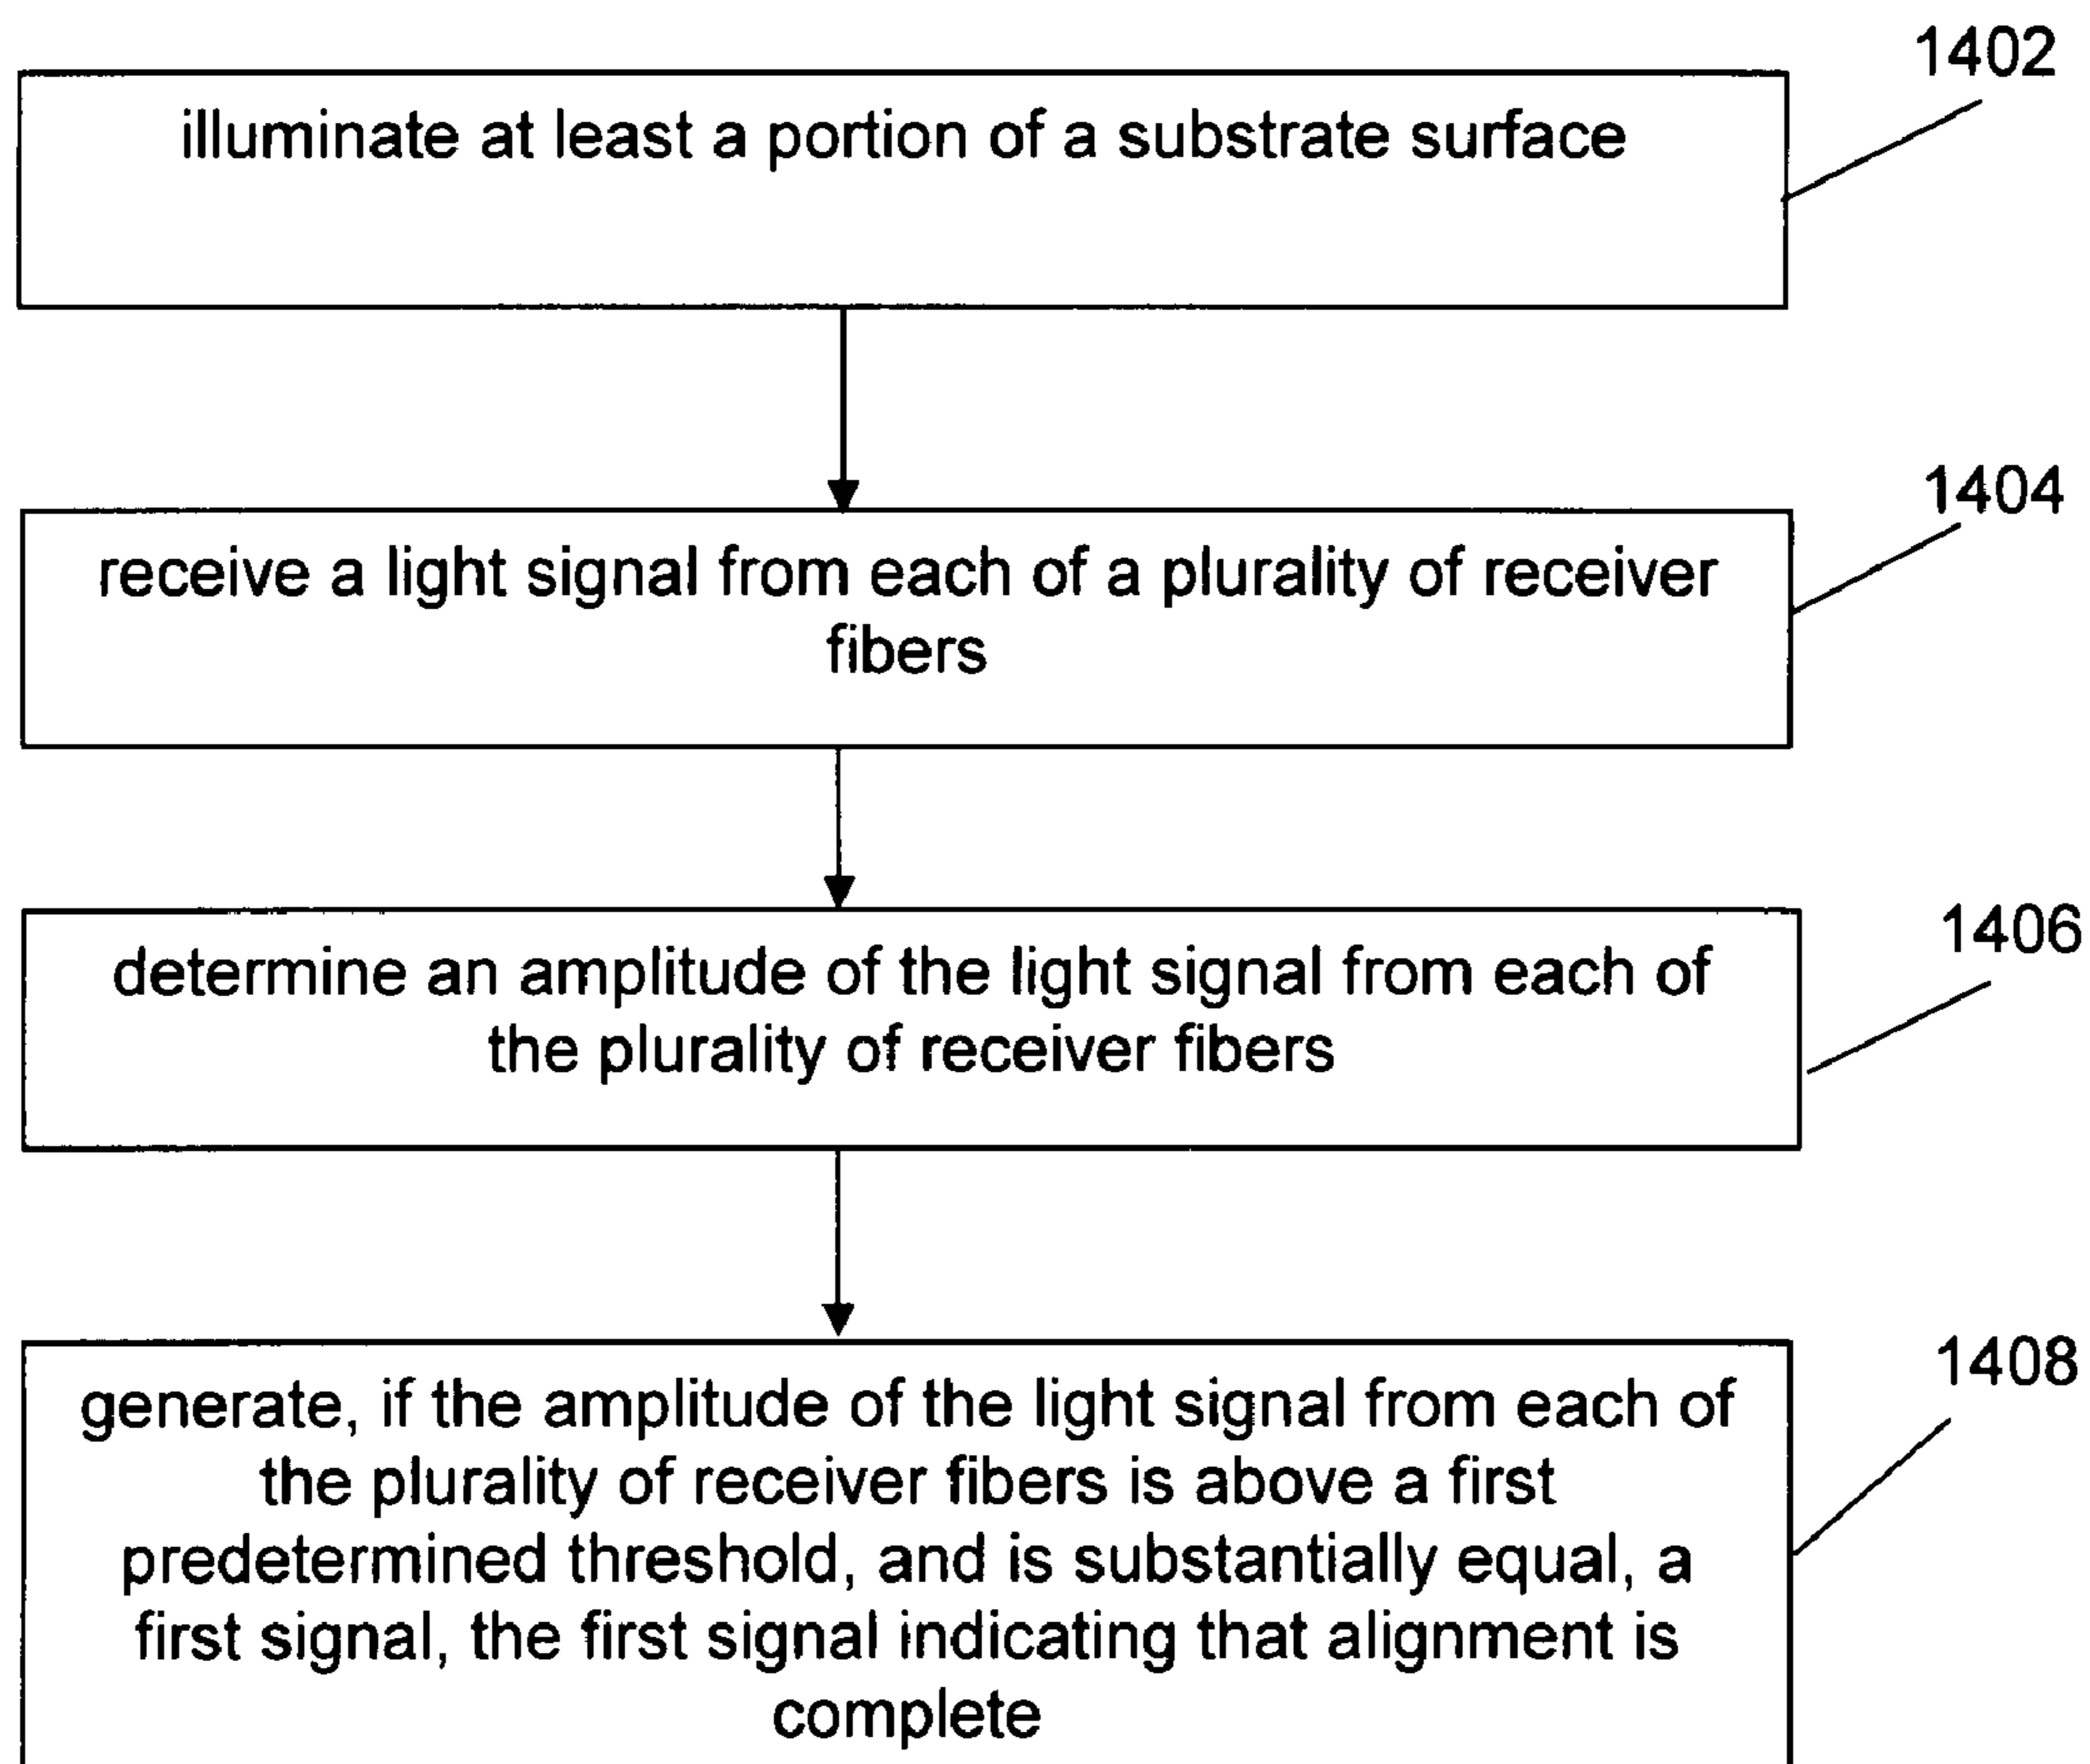 1402
illuminate at least a portion of a substrate surface
1404
receive a light signal from each of a plurality of receiver
fibers
1406
determine an amplitude of the light signal from each of
the plurality of receiver fibers
1408
generate, if the amplitude of the light signal from each of
the plurality of receiver fibers is above a first
predetermined threshold, and is substantially equal, a
first signal, the first signal indicating that alignment is
complete